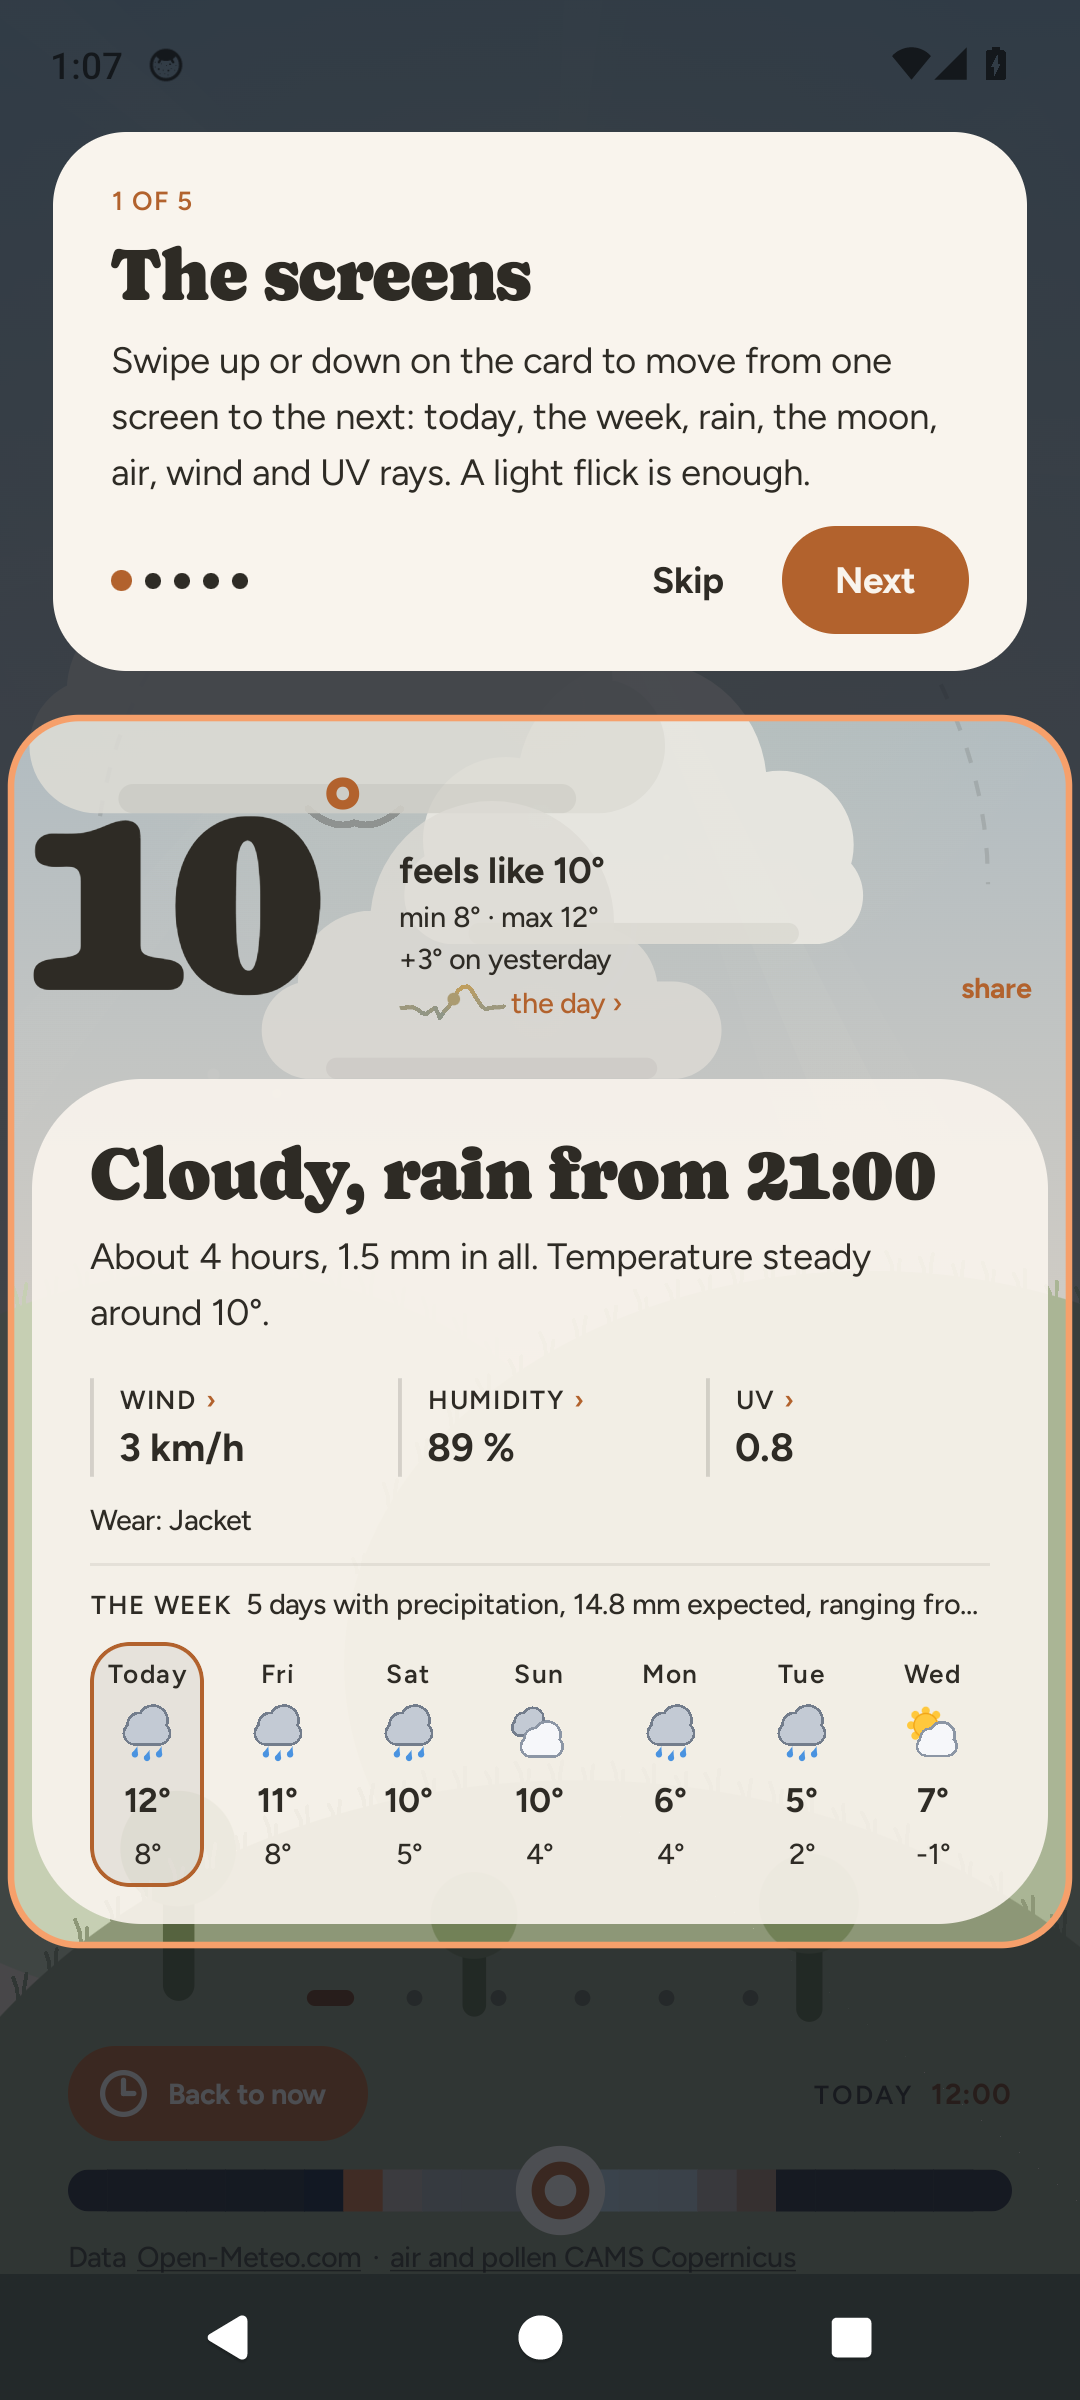 1:07
1 OF 5
The screens
Swipe up or down on the card to move from one
screen to the next: today, the week, rain, the moon,
air, wind and UV rays. A light flick is enough.
Skip
Next
10°
feels like 10°
min 8° · max 12°
+3° on yesterday
the day ›
share
Cloudy, rain from 21:00
About 4 hours, 1.5 mm in all. Temperature steady
around 10°.
WIND › HUMIDITY › UV ›
3 km/h 89 % 0.8
Wear: Jacket
THE WEEK 5 days with precipitation, 14.8 mm expected, ranging fro...
Today Fri Sat Sun Mon Tue Wed
12° 11° 10° 10° 6° 5° 7°
8° 8° 5° 4° 4° 2° -1°
Back to now
TODAY 12:00
Data Open-Meteo.com · air and pollen CAMS Copernicus